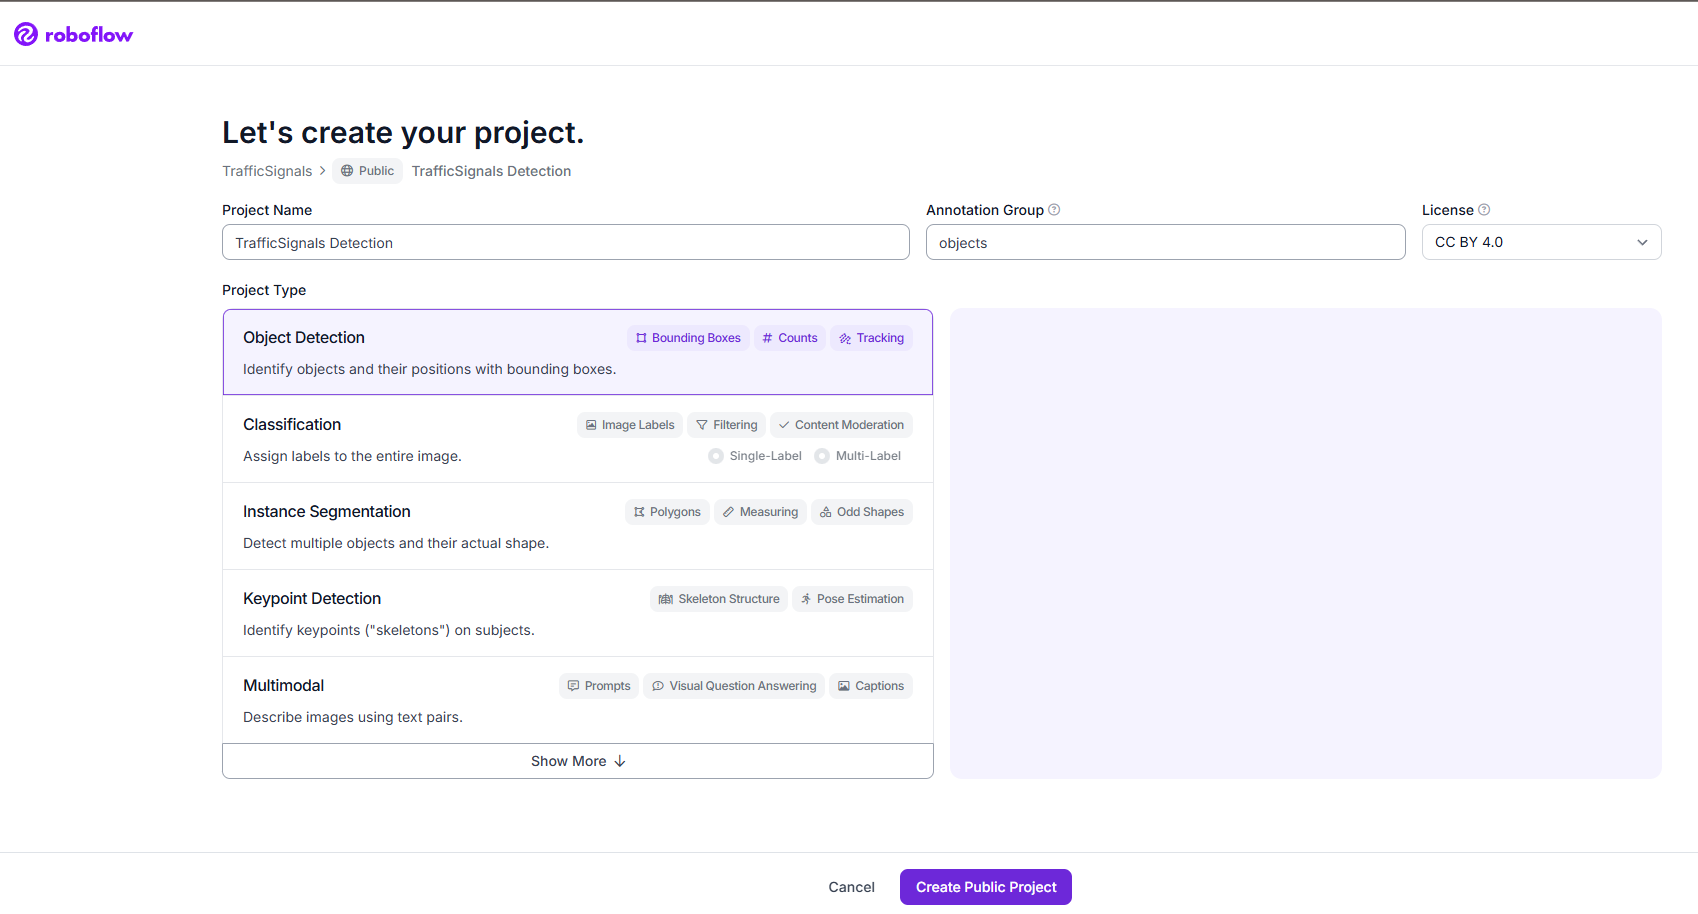 roboflow
Let's create your project.
TrafficSignals > Public TrafficSignals Detection
Project Name
TrafficSignals Detection
Annotation Group
objects
License
CC BY 4.0
Project Type
Object Detection
Bounding Boxes
# Counts
Tracking
Identify objects and their positions with bounding boxes.
Classification
Image Labels
Filtering
Content Moderation
Assign labels to the entire image.
Single-Label
Multi-Label
Instance Segmentation
Polygons
Measuring
Odd Shapes
Detect multiple objects and their actual shape.
Keypoint Detection
Skeleton Structure
Pose Estimation
Identify keypoints ("skeletons") on subjects.
Multimodal
Prompts
Visual Question Answering
Captions
Describe images using text pairs.
Show More ↓
Cancel
Create Public Project